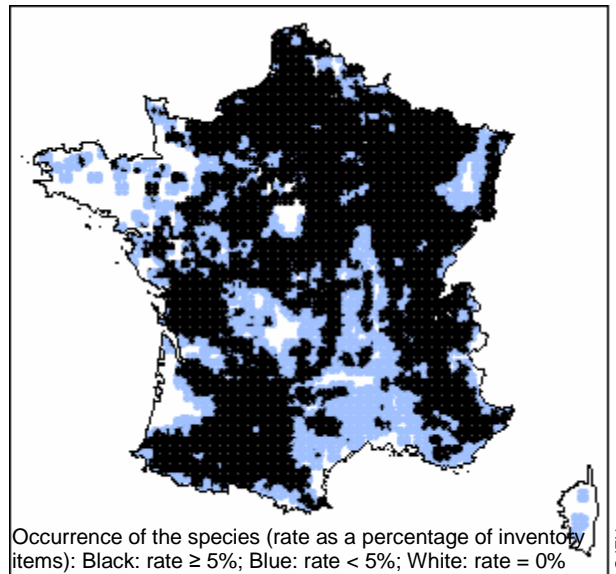 Occurrence of the species (rate as a percentage of inventory
items): Black: rate ≥ 5%; Blue: rate < 5%; White: rate = 0%